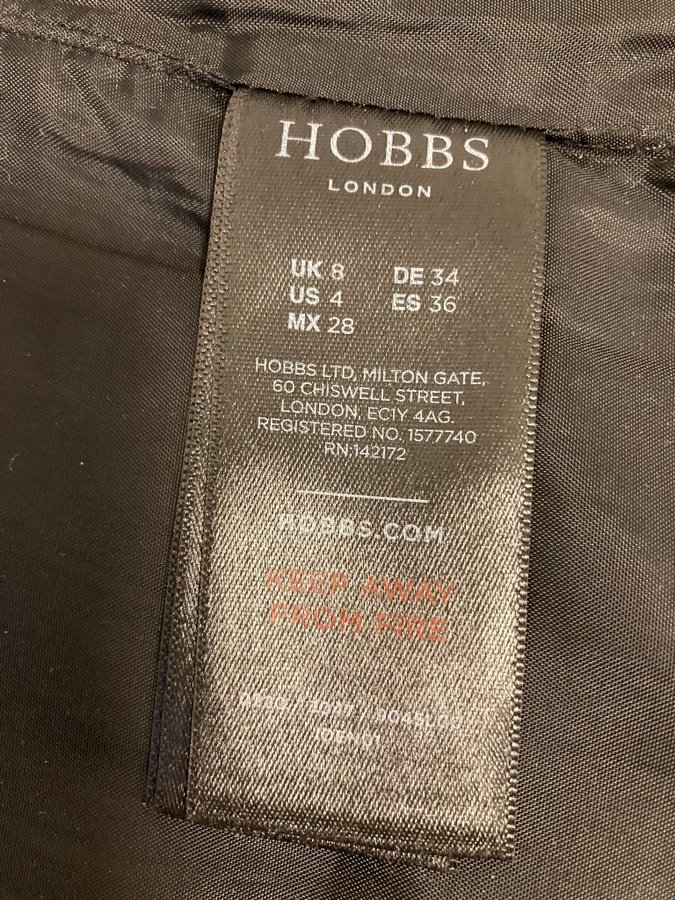 HOBBS
LONDON
UK 8 DE 34
US 4 ES 36
MX 28
HOBBS LTD, MILTON GATE,
60 CHISWELL STREET,
LONDON, EC1Y 4AG.
REGISTERED NO. 1577740
RN:142172
HOBBS.COM
KEEP AWAY
FROM FIRE